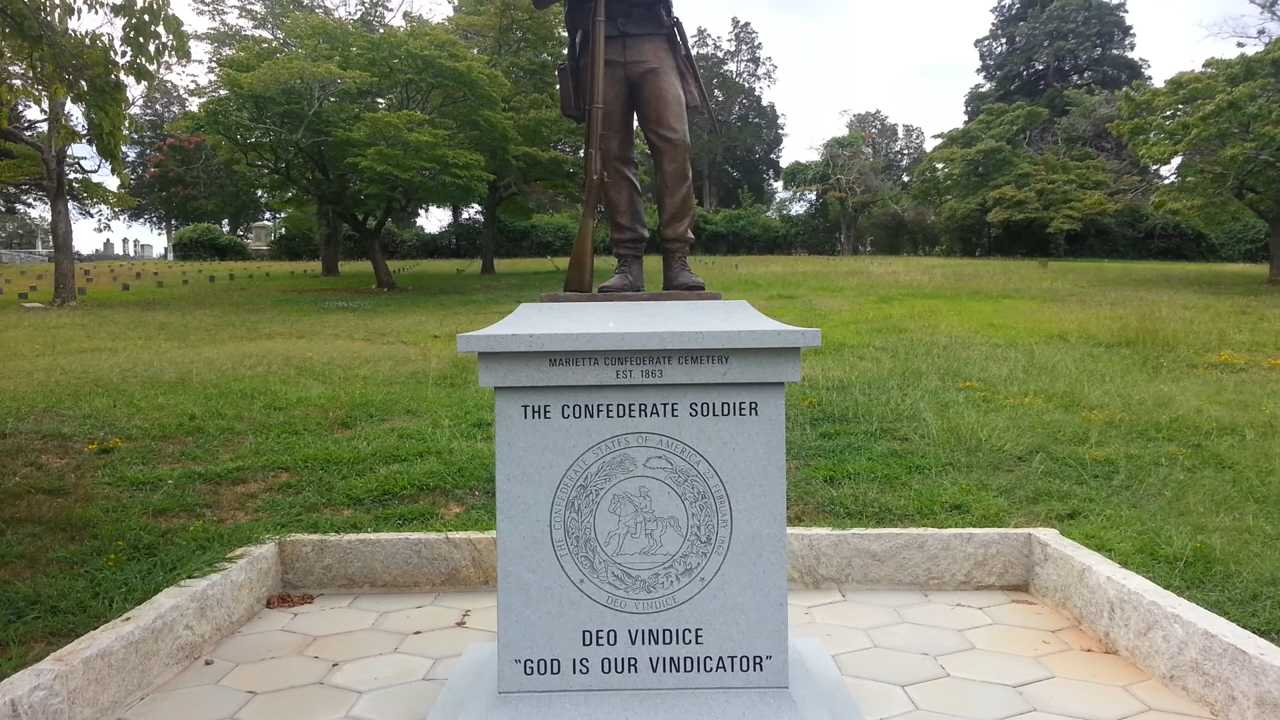 MARIETTA CONFEDERATE CEMETERY
EST. 1863
THE CONFEDERATE SOLDIER
THE CONFEDERATE STATES OF AMERICA 22 FEBRUARY 1862
DEO VINDICE
DEO VINDICE
"GOD IS OUR VINDICATOR"